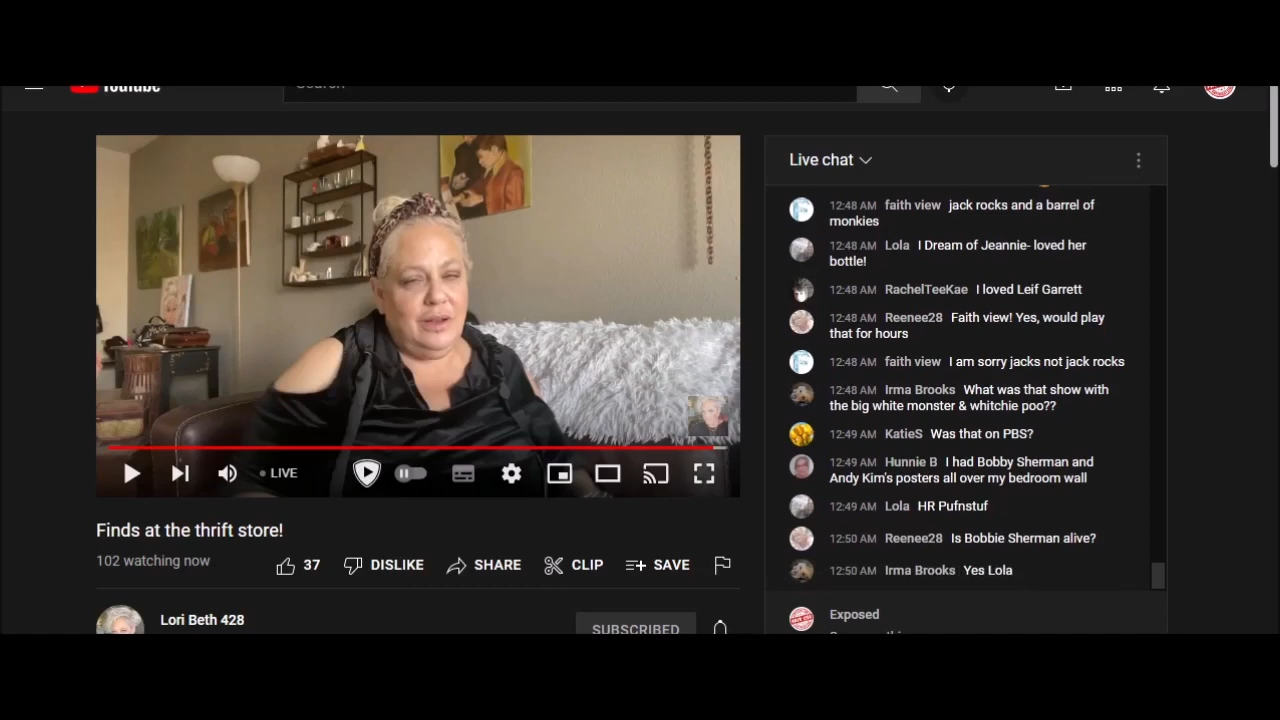 YouTube
Search
Live chat
12:48 AM faith view jack rocks and a barrel of
monkies
12:48 AM Lola I Dream of Jeannie- loved her
bottle!
12:48 AM RachelTeeKae I loved Leif Garrett
12:48 AM Reenee28 Faith view! Yes, would play
that for hours
12:48 AM faith view I am sorry jacks not jack rocks
12:48 AM Irma Brooks What was that show with
the big white monster & whitchie poo??
12:49 AM KatieS Was that on PBS?
12:49 AM Hunnie B I had Bobby Sherman and
Andy Kim's posters all over my bedroom wall
12:49 AM Lola HR Pufnstuf
12:50 AM Reenee28 Is Bobbie Sherman alive?
12:50 AM Irma Brooks Yes Lola
Exposed
LIVE
Finds at the thrift store!
102 watching now
37 DISLIKE SHARE CLIP SAVE
Lori Beth 428
SUBSCRIBED